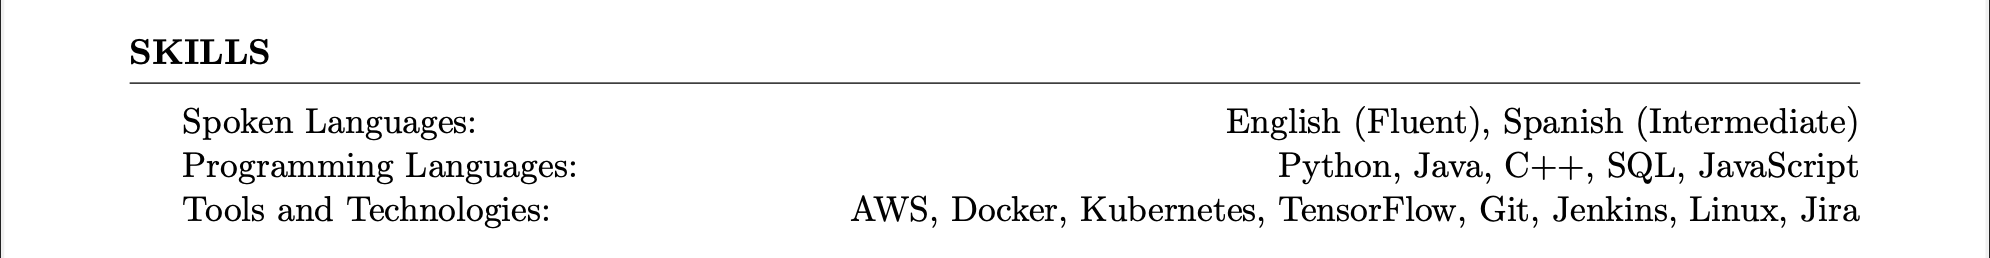 SKILLS
Spoken Languages: English (Fluent), Spanish (Intermediate)
Programming Languages: Python, Java, C++, SQL, JavaScript
Tools and Technologies: AWS, Docker, Kubernetes, TensorFlow, Git, Jenkins, Linux, Jira